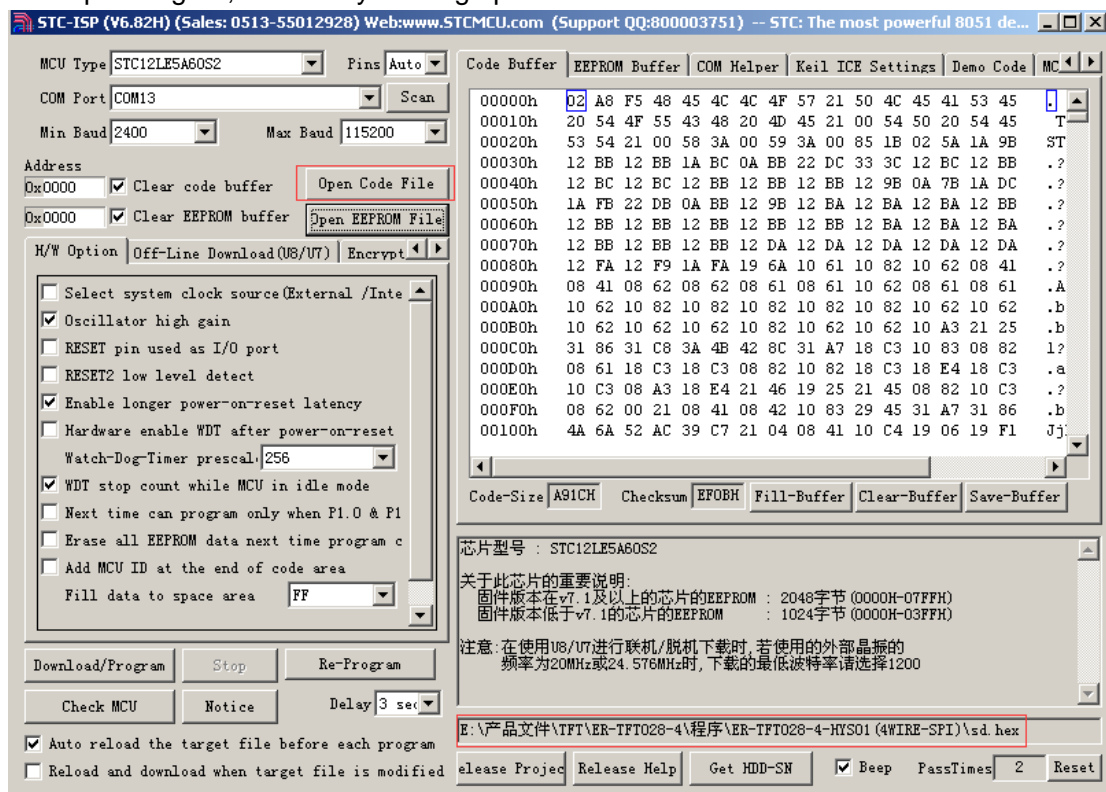 STC-ISP (V6.82H) (Sales: 0513-55012928) Web:www.STCMCU.com (Support QQ:800003751) -- STC: The most powerful 8051 de...
MCU Type STC12LE5A60S2 Pins Auto
COM Port COM13 Scan
Min Baud 2400 Max Baud 115200
Address
0x0000 Clear code buffer Open Code File
0x0000 Clear EEPROM buffer Open EEPROM File
H/W Option Off-Line Download(U8/U7) Encrypt
Select system clock source(External /Inte
Oscillator high gain
RESET pin used as I/O port
RESET2 low level detect
Enable longer power-on-reset latency
Hardware enable WDT after power-on-reset
Watch-Dog-Timer prescal 256
WDT stop count while MCU in idle mode
Next time can program only when P1.0 & P1
Erase all EEPROM data next time program c
Add MCU ID at the end of code area
Fill data to space area FF
Download/Program Stop Re-Program
Check MCU Notice Delay 3 sec
Auto reload the target file before each program
Reload and download when target file is modified
Code Buffer EEPROM Buffer COM Helper Keil ICE Settings Demo Code MC
00000h 02 A8 F5 48 45 4C 4C 4F 57 21 50 4C 45 41 53 45 .
00010h 20 54 4F 55 43 48 20 4D 45 21 00 54 50 20 54 45 T
00020h 53 54 21 00 58 3A 00 59 3A 00 85 1B 02 5A 1A 9B ST
00030h 12 BB 12 BB 1A BC 0A BB 22 DC 33 3C 12 BC 12 BB .?
00040h 12 BC 12 BC 12 BB 12 BB 12 BB 12 9B 0A 7B 1A DC .?
00050h 1A FB 22 DB 0A BB 12 9B 12 BA 12 BA 12 BA 12 BB .?
00060h 12 BB 12 BB 12 BB 12 BB 12 BB 12 BA 12 BA 12 BA .?
00070h 12 BB 12 BB 12 BB 12 DA 12 DA 12 DA 12 DA 12 DA .?
00080h 12 FA 12 F9 1A FA 19 6A 10 61 10 82 10 62 08 41 .?
00090h 08 41 08 62 08 62 08 61 08 61 10 62 08 61 08 61 .A
000A0h 10 62 10 82 10 82 10 82 10 82 10 82 10 62 10 62 .b
000B0h 10 62 10 62 10 62 10 82 10 62 10 62 10 A3 21 25 .b
000C0h 31 86 31 C8 3A 4B 42 8C 31 A7 18 C3 10 83 08 82 1?
000D0h 08 61 18 C3 18 C3 08 82 10 82 18 C3 18 E4 18 C3 .a
000E0h 10 C3 08 A3 18 E4 21 46 19 25 21 45 08 82 10 C3 .?
000F0h 08 62 00 21 08 41 08 42 10 83 29 45 31 A7 31 86 .b
00100h 4A 6A 52 AC 39 C7 21 04 08 41 10 C4 19 06 19 F1 Jj
Code-Size A91CH Checksum EF0BH Fill-Buffer Clear-Buffer Save-Buffer
芯片型号 : STC12LE5A60S2
关于此芯片的重要说明:
固件版本在v7.1及以上的芯片的EEPROM : 2048字节(0000H-07FFH)
固件版本低于v7.1的芯片的EEPROM : 1024字节(0000H-03FFH)
注意:在使用U8/U7进行联机/脱机下载时,若使用的外部晶振的
频率为20MHz或24.576MHz时,下载的最低波特率请选择1200
E:\产品文件\TFT\ER-TFT028-4\程序\ER-TFT028-4-HYS01(4WIRE-SPI)\sd.hex
elease Projec Release Help Get HDD-SN Beep PassTimes 2 Reset